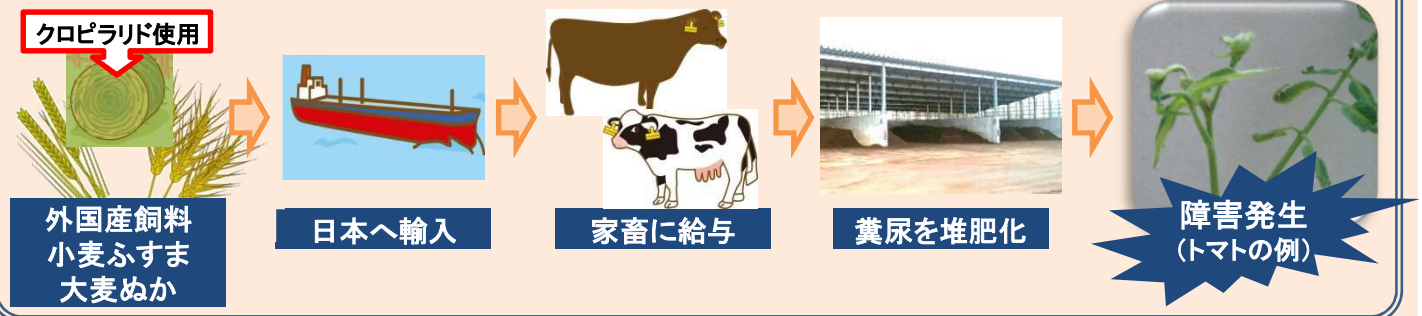 クロピラリド使用
外国産飼料
小麦ふすま
大麦ぬか
日本へ輸入
家畜に給与
糞尿を堆肥化
障害発生
(トマトの例)